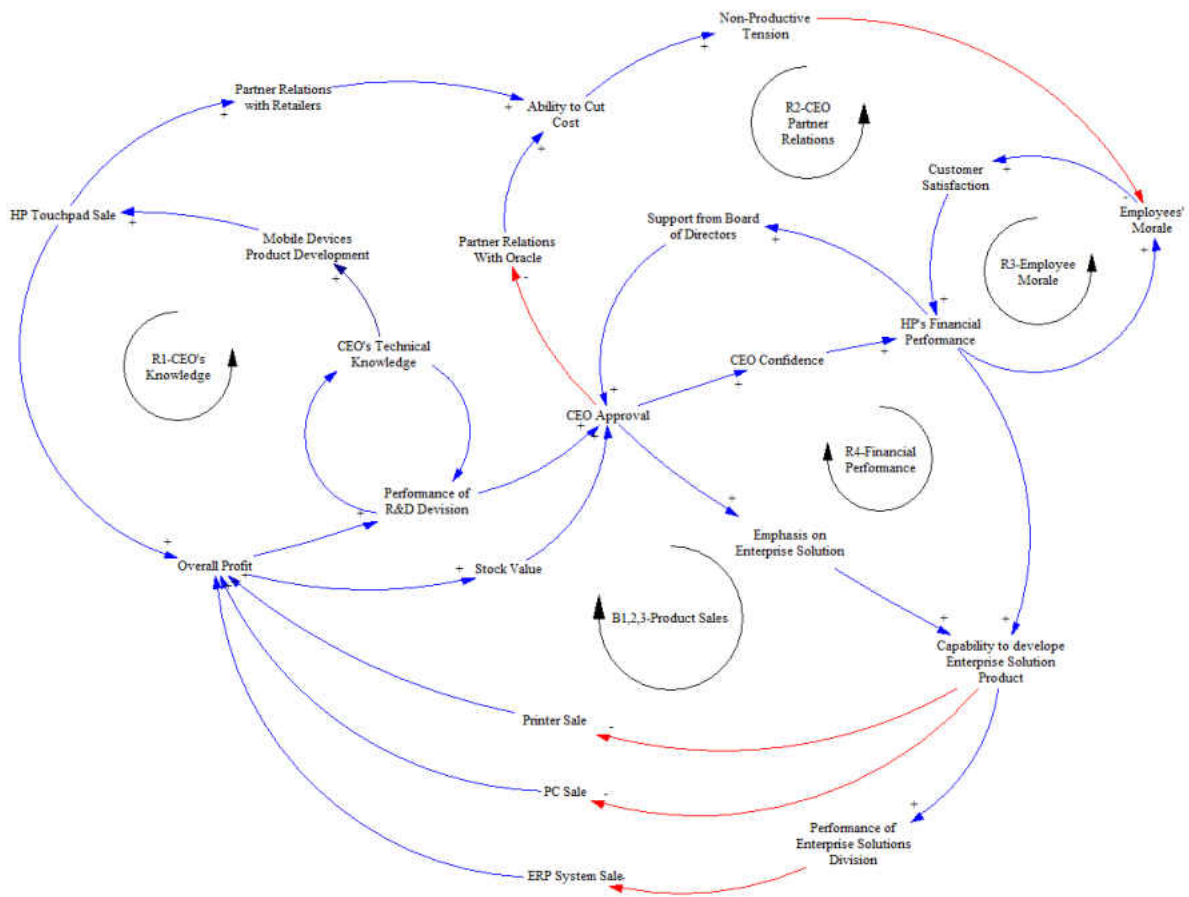 Non-Productive
Tension
Partner Relations
with Retailers
Ability to Cut
Cost
R2-CEO
Partner
Relations
Customer
Satisfaction
HP Touchpad Sale
Mobile Devices
Product Development
Partner Relations
With Oracle
Support from Board
of Directors
Employees'
Morale
R3-Employee
Morale
R1-CEO's
Knowledge
CEO's Technical
Knowledge
CEO Confidence
HP's Financial
Performance
CEO Approval
R4-Financial
Performance
Performance of
R&D Devision
Emphasis on
Enterprise Solution
Overall Profit
Stock Value
B1,2,3-Product Sales
Capability to develope
Enterprise Solution
Product
Printer Sale
PC Sale
Performance of
Enterprise Solutions
Division
ERP System Sale